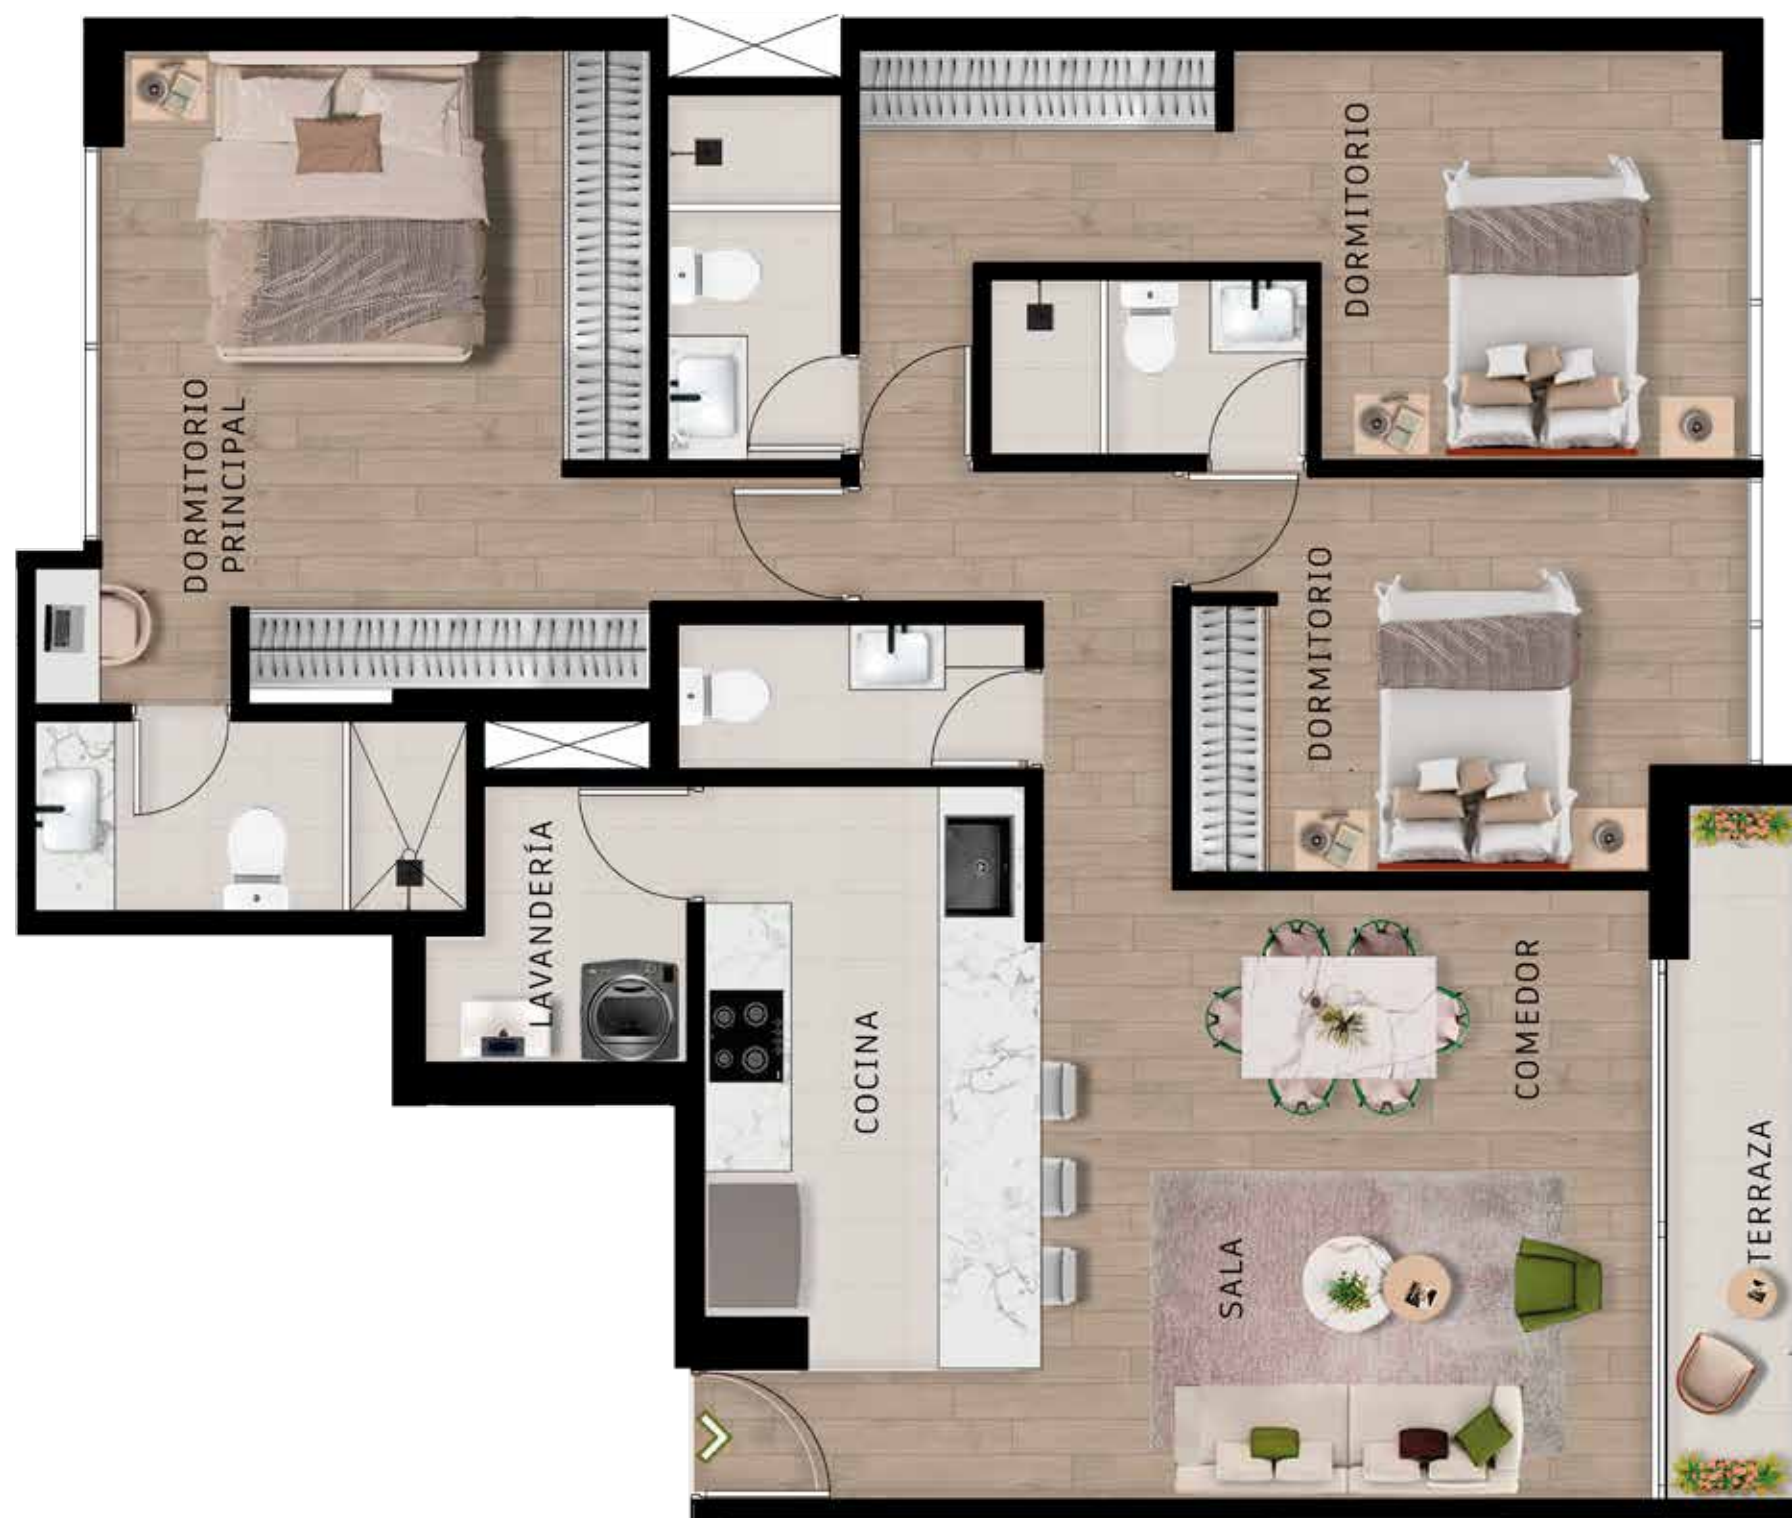 DORMITORIO
PRINCIPAL
DORMITORIO
DORMITORIO
LAVANDERÍA
COCINA
COMEDOR
SALA
TERRAZA